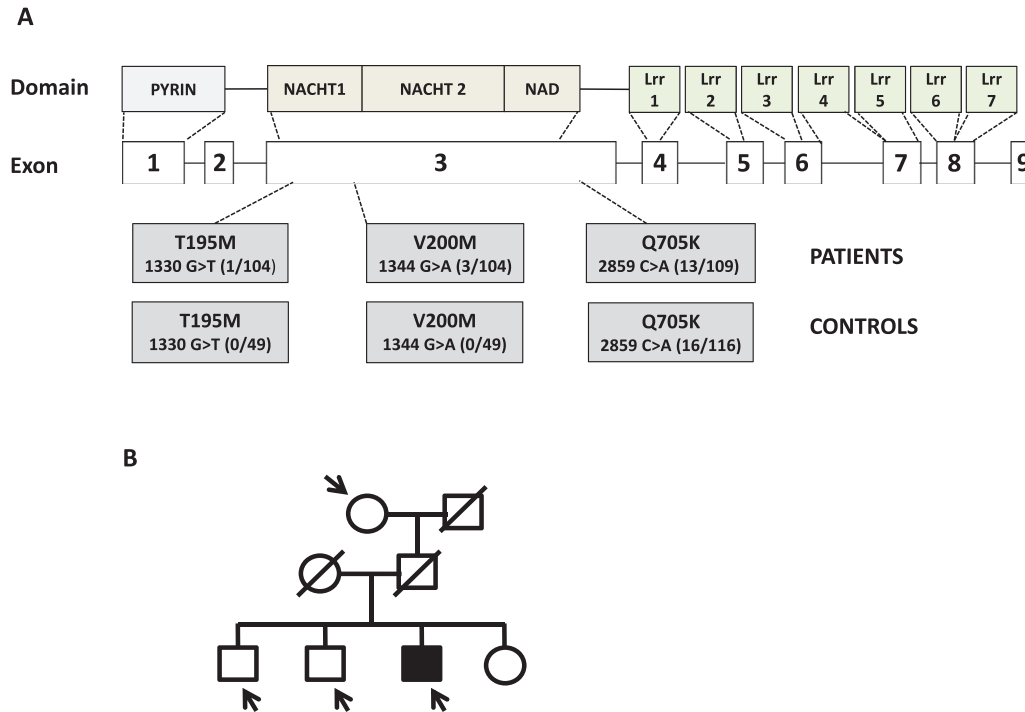 A
Domain
PYRIN
NACHT1
NACHT 2
NAD
Lrr
1
Lrr
2
Lrr
3
Lrr
4
Lrr
5
Lrr
6
Lrr
7
Exon
1
2
3
4
5
6
7
8
9
T195M
1330 G>T (1/104)
V200M
1344 G>A (3/104)
Q705K
2859 C>A (13/109)
PATIENTS
T195M
1330 G>T (0/49)
V200M
1344 G>A (0/49)
Q705K
2859 C>A (16/116)
CONTROLS
B